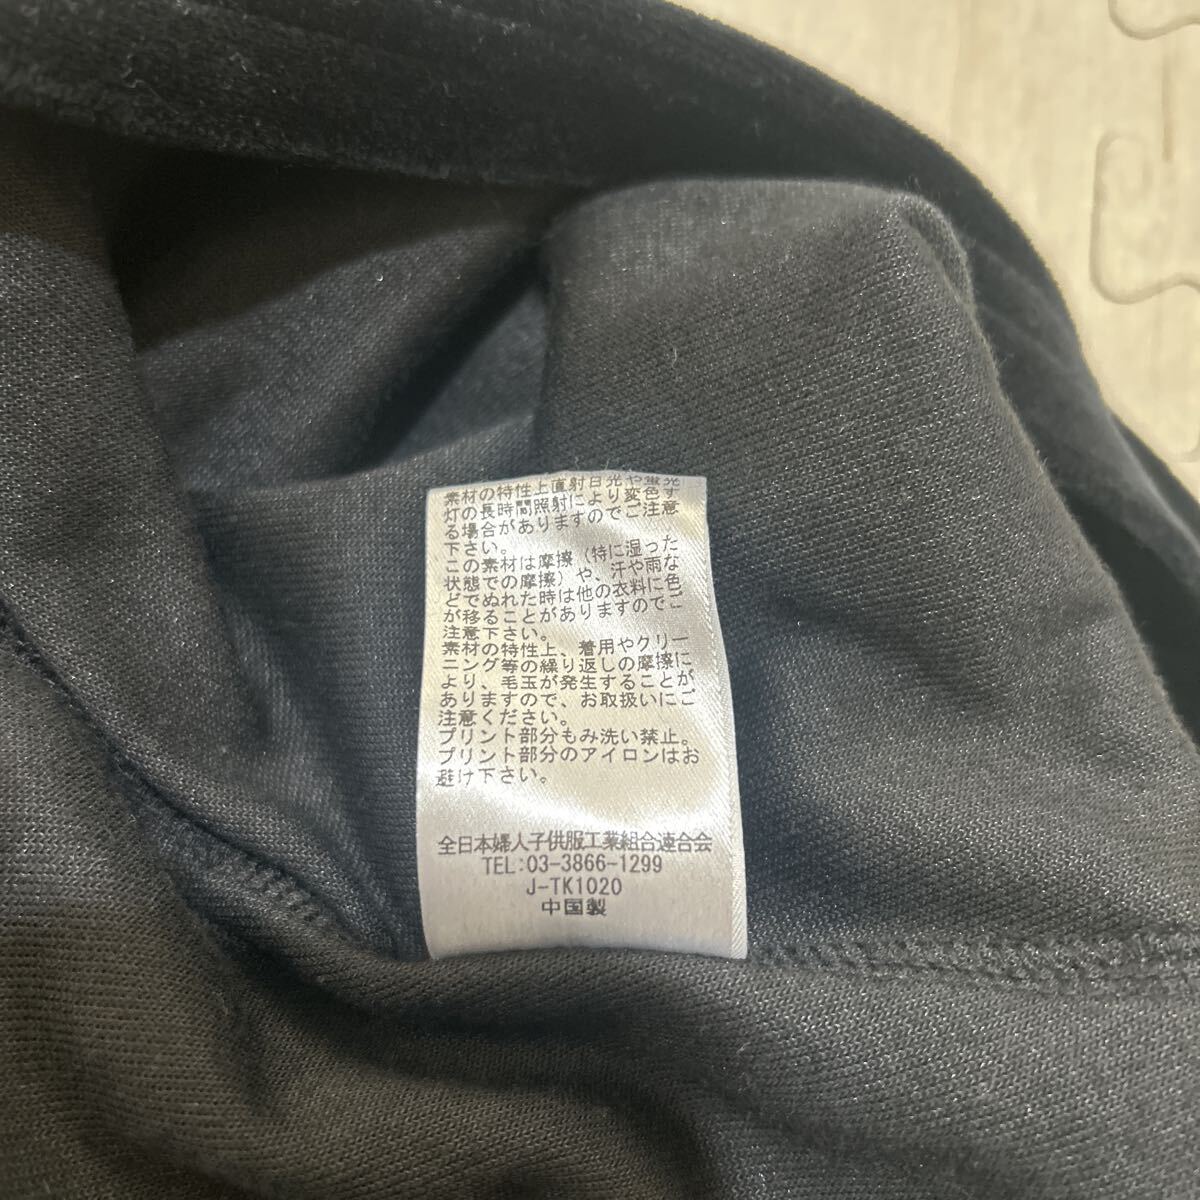 素材の特性上直射日光や蛍光
灯の長時間照射により変色す
る場合がありますのでご注意
下さい。
この素材は摩擦（特に湿った
状態での摩擦）や、汗や雨な
どでぬれた時は他の衣料に色
が移ることがありますのでご
注意下さい。
素材の特性上、着用やクリー
ニング等の繰り返しの摩擦に
より、毛玉が発生することが
ありますので、お取扱いにご
注意ください。
プリント部分もみ洗い禁止。
プリント部分のアイロンはお
避け下さい。
全日本婦人子供服工業組合連合会
TEL:03-3866-1299
J-TK1020
中国製